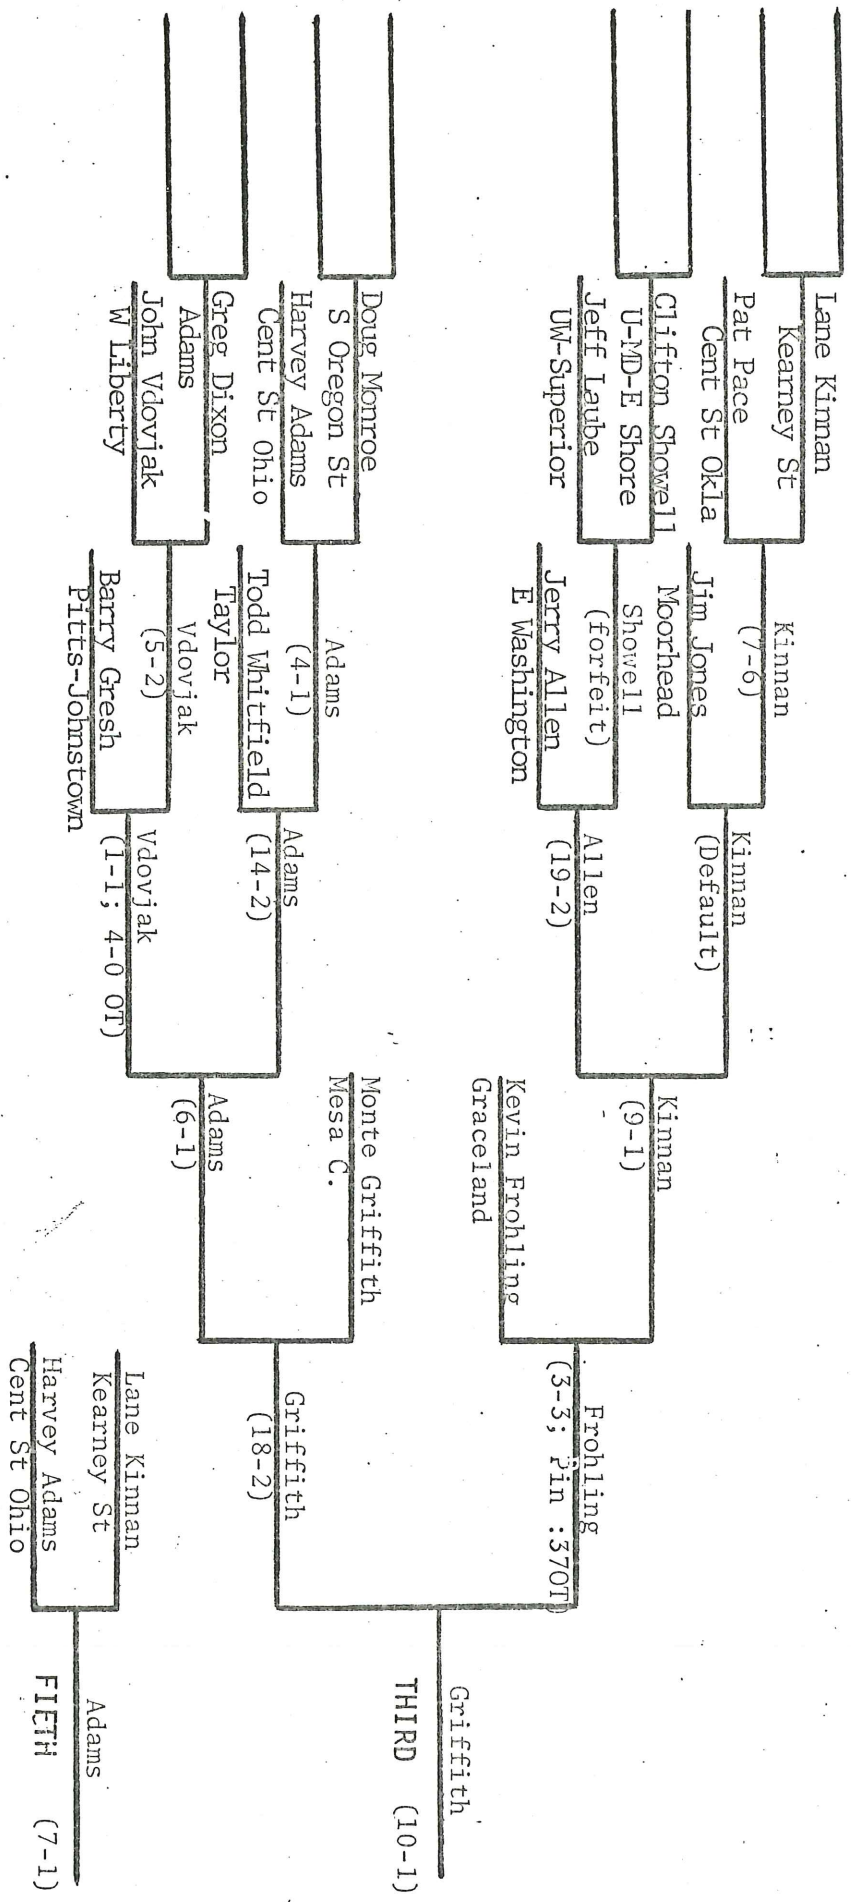 Lane Kinnan
Kearney St
Pat Pace
Cent St Okla
Clifton Showell
U-MD-E Shore
Jeff Laube
UW-Superior
Doug Monroe
S Oregon St
Harvey Adams
Cent St Ohio
Greg Dixon
Adams
John Vdovjak
W Liberty
Kinnan
(7-6)
Jim Jones
Moorhead
Showell
(forfeit)
Jerry Allen
E Washington
Adams
(4-1)
Todd Whitfield
Taylor
Vdovjak
(5-2)
Barry Gresh
Pitts-Johnstown
Kinnan
(Default)
Allen
(19-2)
Adams
(14-2)
Vdovjak
(1-1; 4-0 OT)
Kinnan
(9-1)
Kevin Frohling
Graceland
Monte Griffith
Mesa C.
Adams
(6-1)
Frohling
(3-3; Pin :37OT)
Griffith
(18-2)
Lane Kinnan
Kearney St
Harvey Adams
Cent St Ohio
Griffith
THIRD (10-1)
Adams
FIFTH (7-1)